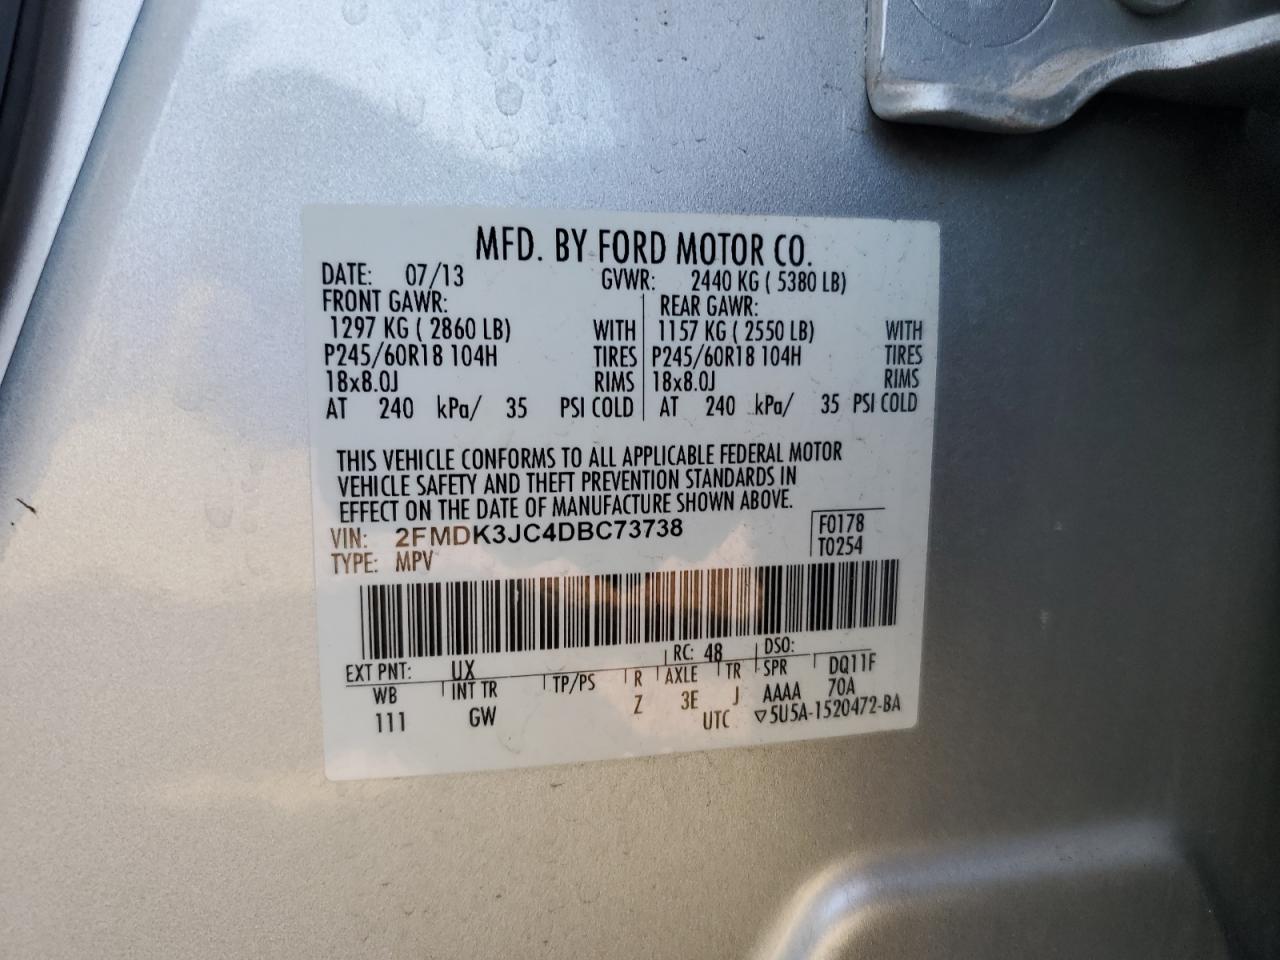 MFD. BY FORD MOTOR CO.
DATE: 07/13 GVWR: 2440 KG ( 5380 LB)
FRONT GAWR: REAR GAWR:
1297 KG ( 2860 LB) WITH 1157 KG ( 2550 LB) WITH
P245/60R18 104H TIRES P245/60R18 104H TIRES
18x8.0J RIMS 18x8.0J RIMS
AT 240 kPa/ 35 PSI COLD AT 240 kPa/ 35 PSI COLD
THIS VEHICLE CONFORMS TO ALL APPLICABLE FEDERAL MOTOR
VEHICLE SAFETY AND THEFT PREVENTION STANDARDS IN
EFFECT ON THE DATE OF MANUFACTURE SHOWN ABOVE.
VIN: 2FMDK3JC4DBC73738 F0178
TYPE: MPV T0254
EXT PNT: UX RC: 48 DSO:
WB INT TR TP/PS R AXLE TR SPR DQ11F
111 GW Z 3E J AAAA 70A
UTC ▽5U5A-1520472-BA